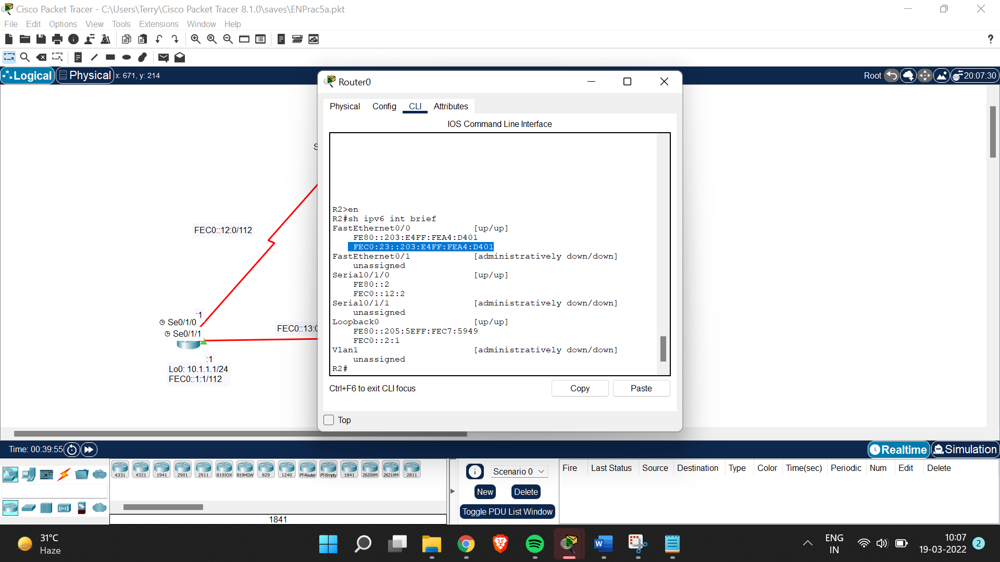 Cisco Packet Tracer - C:\Users\Terry\Cisco Packet Tracer 8.1.0\saves\ENPrac5a.pkt
File Edit Options View Tools Extensions Window Help
?
Logical Physical x: 671, y: 214
Root 20:07:30
Router0
Physical Config CLI Attributes
IOS Command Line Interface
R2>en
R2#sh ipv6 int brief
FastEthernet0/0 [up/up]
FE80::203:E4FF:FEA4:D401
FEC0:23::203:E4FF:FEA4:D401
FastEthernet0/1 [administratively down/down]
unassigned
Serial0/1/0 [up/up]
FE80::2
FEC0::12:2
Serial0/1/1 [administratively down/down]
unassigned
Loopback0 [up/up]
FE80::205:5EFF:FEC7:5949
FEC0::2:1
Vlan1 [administratively down/down]
unassigned
R2#
Ctrl+F6 to exit CLI focus
Copy Paste
Top
S
FEC0::12:0/112
:1
Se0/1/0
Se0/1/1
FEC0::13:0
:1
Lo0: 10.1.1.1/24
FEC0::1:1/112
Time: 00:39:55
Realtime Simulation
4331 4321 1941 2901 2911 819IOX 819HGW 829 1240 PT-Router PT-Empty 1841 2620XM 2621XM 2811
1841
Scenario 0
New Delete
Toggle PDU List Window
Fire Last Status Source Destination Type Color Time(sec) Periodic Num Edit Delete
31°C
Haze
W
ENG
IN
10:07
19-03-2022
2